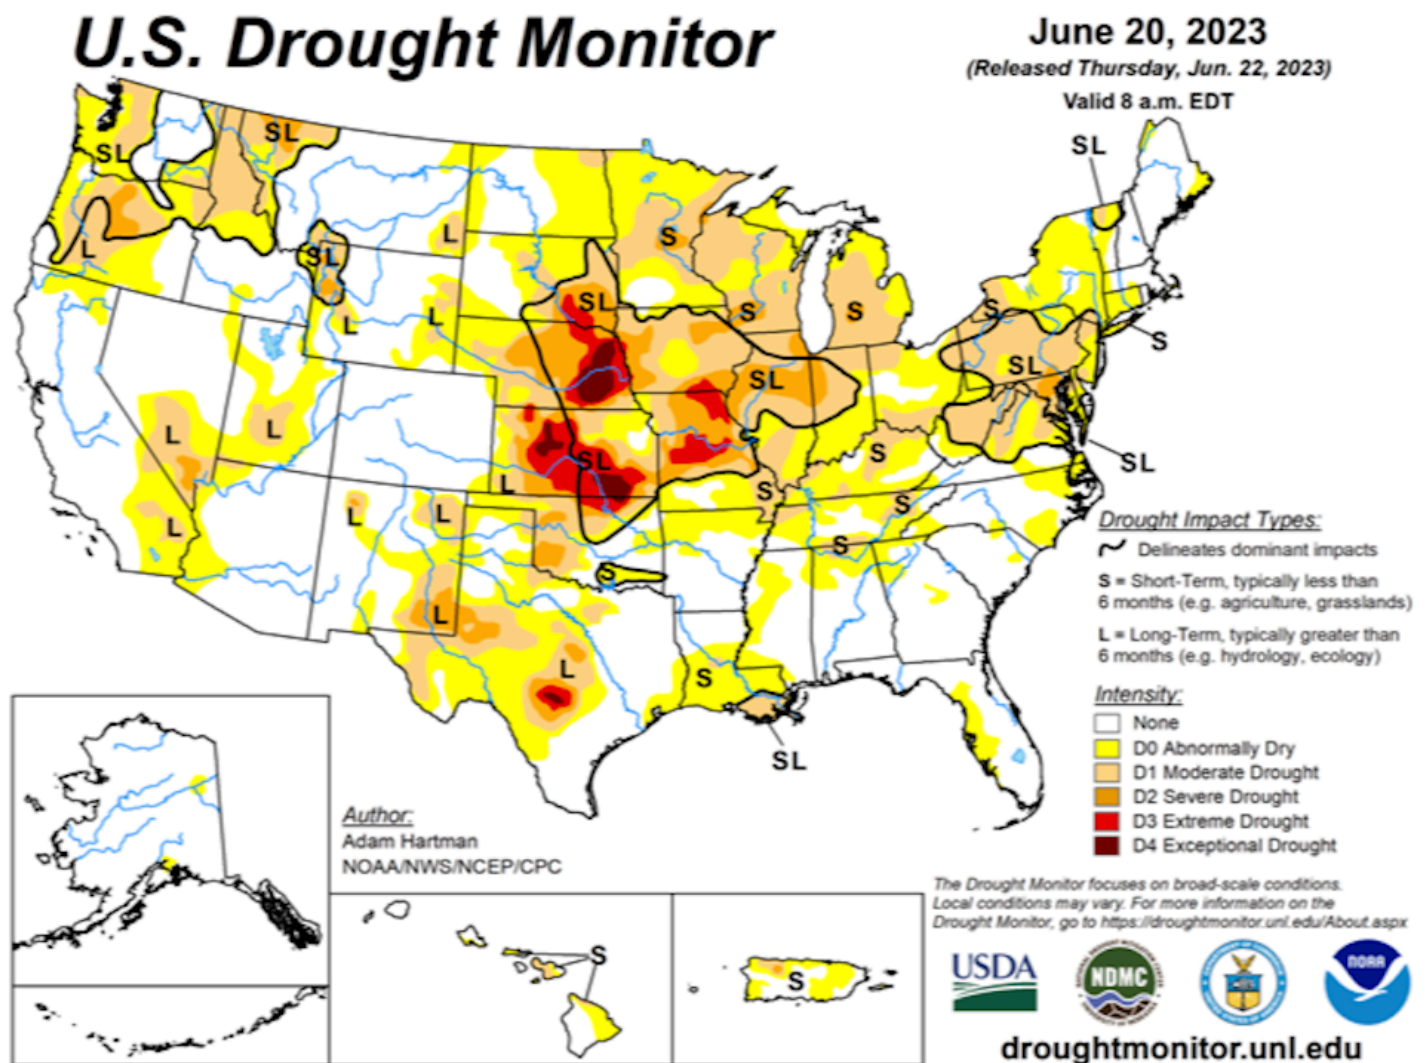 U.S. Drought Monitor
June 20, 2023
(Released Thursday, Jun. 22, 2023)
Valid 8 a.m. EDT
SL
SL
SL
L
L
SL
S
SL
L
L
SL
S
S
S
S
SL
SL
L
L
L
SL
L
S
S
SL
L
L
L
S
S
S
L
L
S
SL
Drought Impact Types:
Delineates dominant impacts
S = Short-Term, typically less than
6 months (e.g. agriculture, grasslands)
L = Long-Term, typically greater than
6 months (e.g. hydrology, ecology)
Intensity:
None
D0 Abnormally Dry
D1 Moderate Drought
D2 Severe Drought
D3 Extreme Drought
D4 Exceptional Drought
Author:
Adam Hartman
NOAA/NWS/NCEP/CPC
S
S
The Drought Monitor focuses on broad-scale conditions.
Local conditions may vary. For more information on the
Drought Monitor, go to https://droughtmonitor.unl.edu/About.aspx
USDA
NDMC
NOAA
droughtmonitor.unl.edu